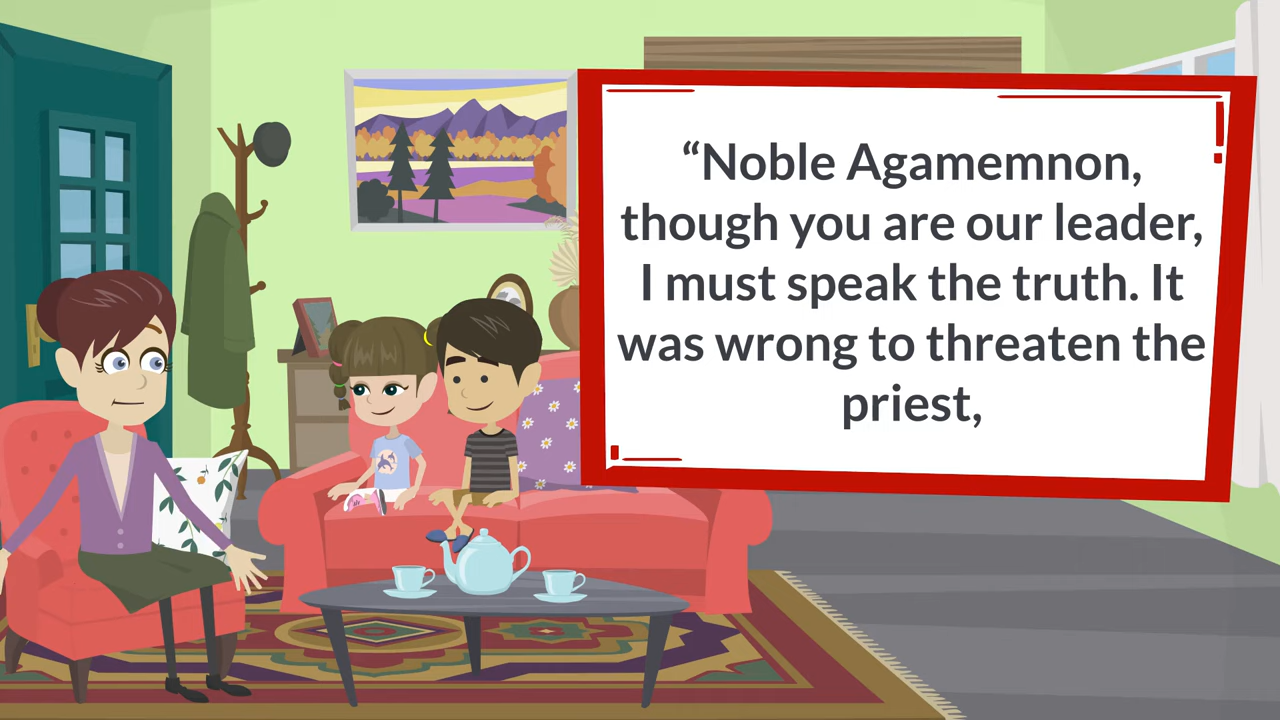 “Noble Agamemnon,
though you are our leader,
I must speak the truth. It
was wrong to threaten the
priest,